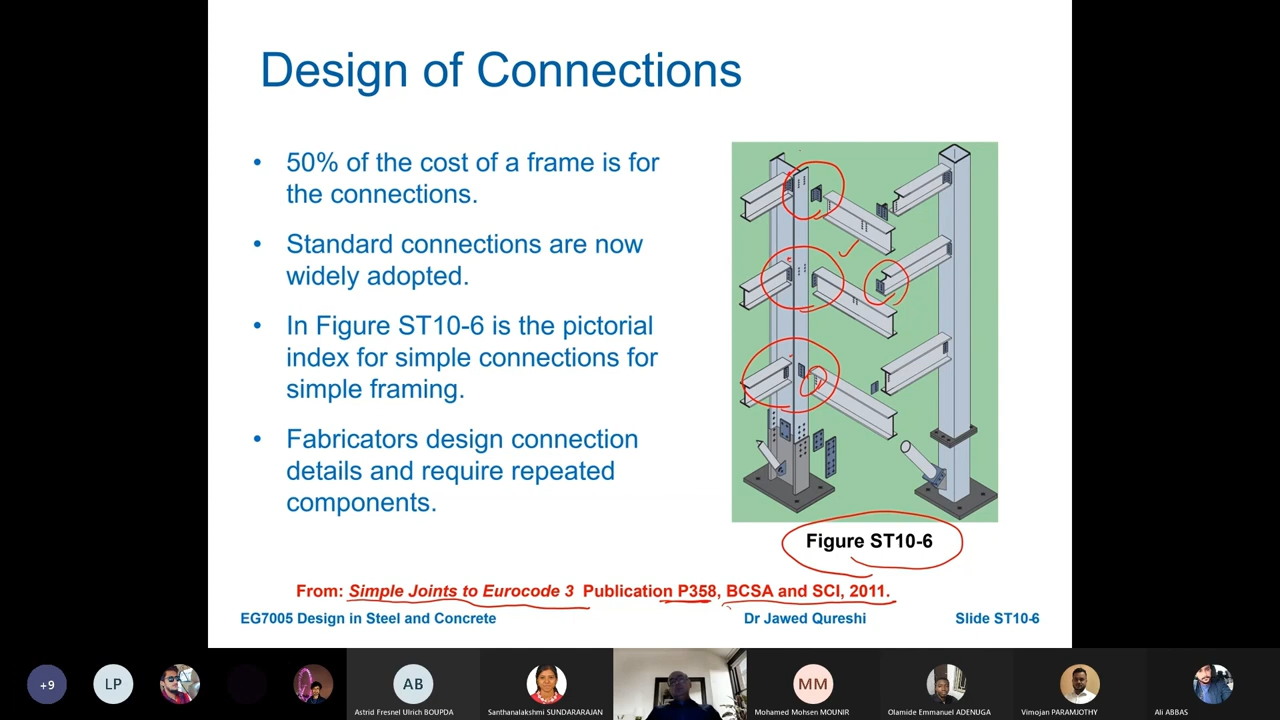 Design of Connections
• 50% of the cost of a frame is for
the connections.
• Standard connections are now
widely adopted.
• In Figure ST10-6 is the pictorial
index for simple connections for
simple framing.
• Fabricators design connection
details and require repeated
components.
Figure ST10-6
From: Simple Joints to Eurocode 3 Publication P358, BCSA and SCI, 2011.
EG7005 Design in Steel and Concrete
Dr Jawed Qureshi
Slide ST10-6
+9
LP
AB
MM
Astrid Fresnel Ulrich BOUPDA
Santhanalakshmi SUNDARARAJAN
Mohamed Mohsen MOUNIR
Olamide Emmanuel ADENUGA
Vimojan PARAMJOTHY
Ali ABBAS